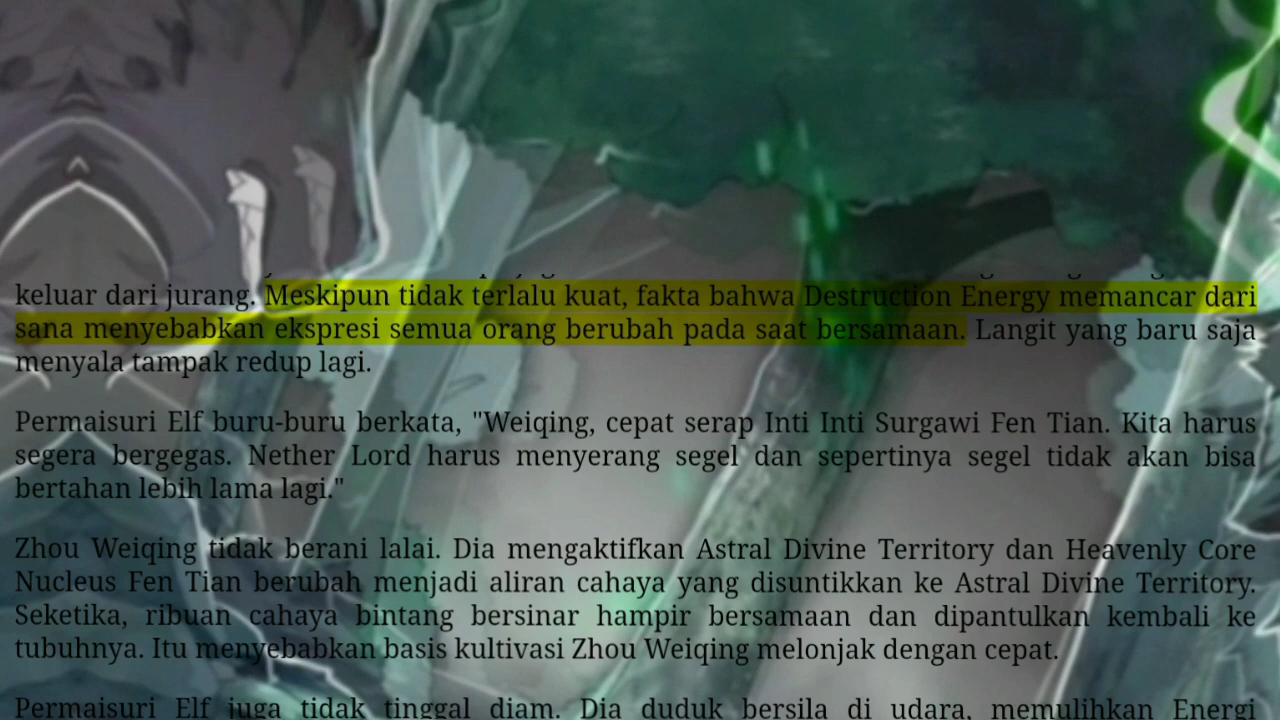 keluar dari jurang. Meskipun tidak terlalu kuat, fakta bahwa Destruction Energy memancar dari
sana menyebabkan ekspresi semua orang berubah pada saat bersamaan. Langit yang baru saja
menyala tampak redup lagi.
Permaisuri Elf buru-buru berkata, "Weiqing, cepat serap Inti Inti Surgawi Fen Tian. Kita harus
segera bergegas. Nether Lord harus menyerang segel dan sepertinya segel tidak akan bisa
bertahan lebih lama lagi."
Zhou Weiqing tidak berani lalai. Dia mengaktifkan Astral Divine Territory dan Heavenly Core
Nucleus Fen Tian berubah menjadi aliran cahaya yang disuntikkan ke Astral Divine Territory.
Seketika, ribuan cahaya bintang bersinar hampir bersamaan dan dipantulkan kembali ke
tubuhnya. Itu menyebabkan basis kultivasi Zhou Weiqing melonjak dengan cepat.
Permaisuri Elf juga tidak tinggal diam. Dia duduk bersila di udara, memulihkan Energi